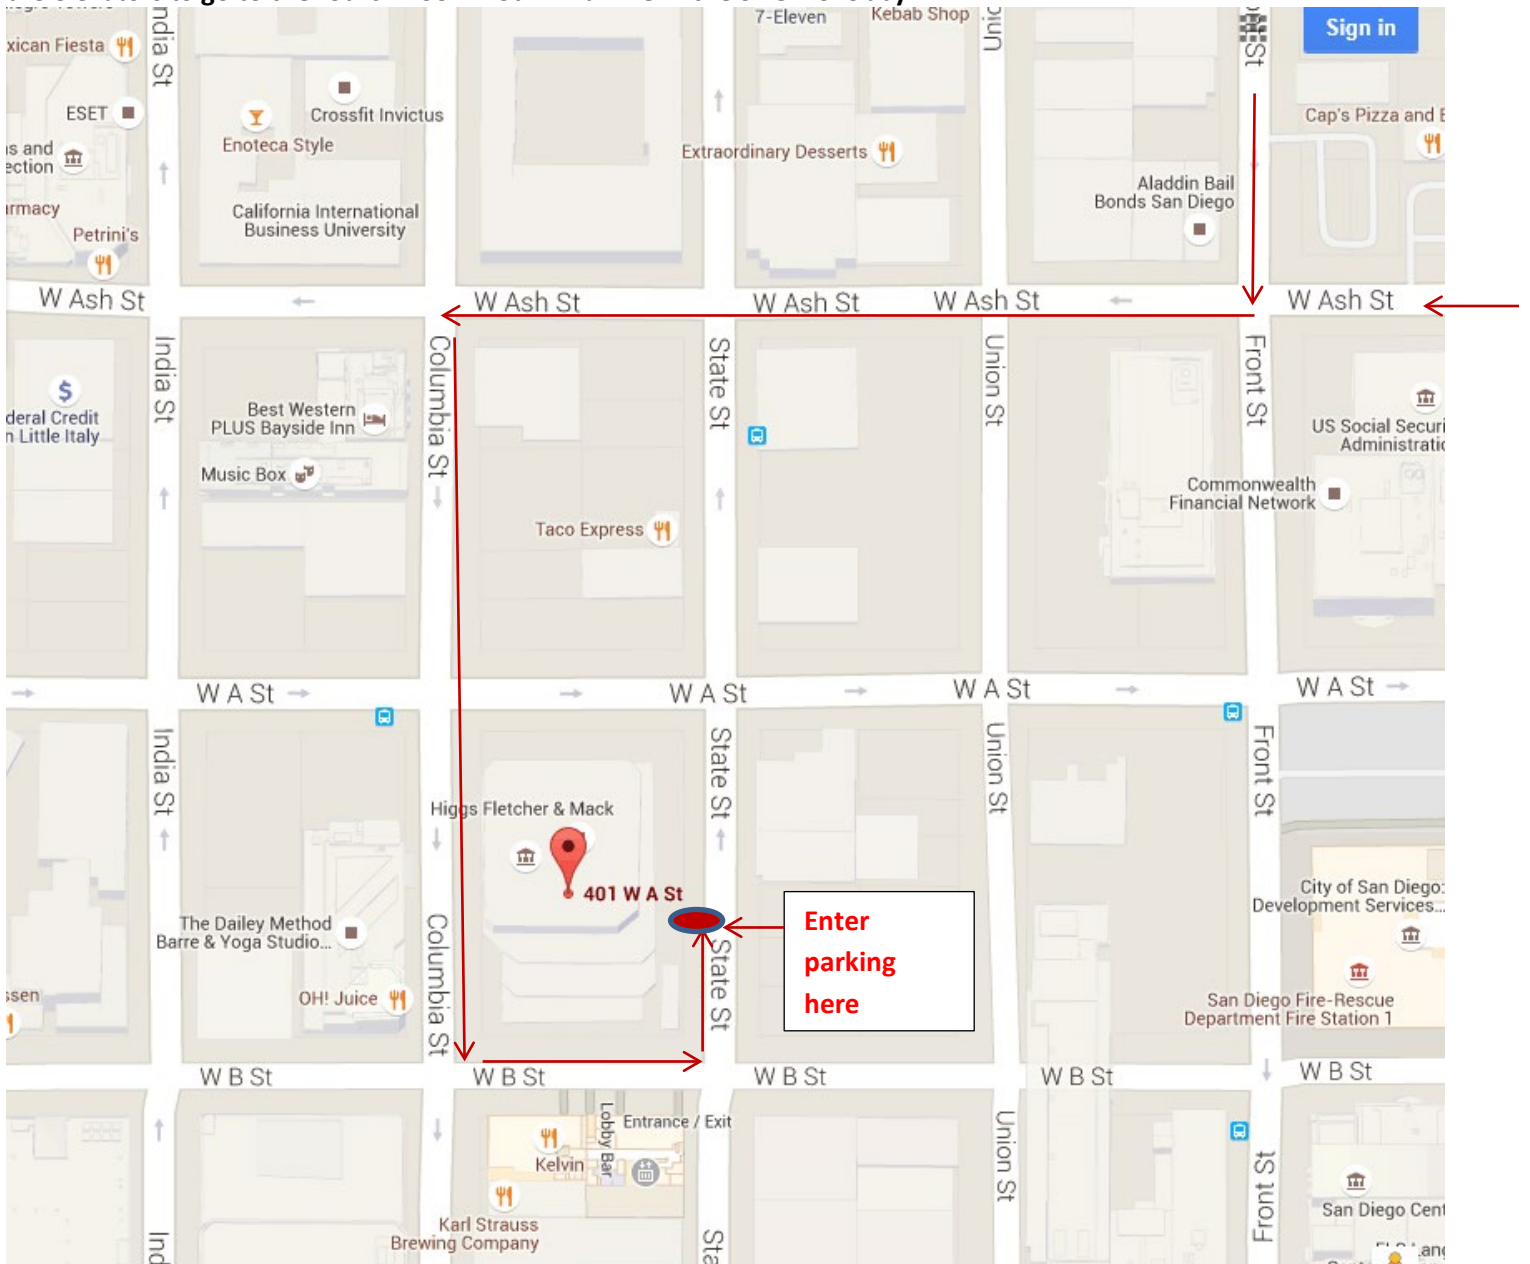 7-Eleven
Kebab Shop
Union
Sign in
India St
Fiesta
ESET
Crossfit Invictus
Enoteca Style
Extraordinary Desserts
Cap's Pizza and
Aladdin Bail
Bonds San Diego
California International
Business University
Petrini's
W Ash St
W Ash St
W Ash St
W Ash St
W Ash St
India St
Columbia St
State St
Union St
Front St
Best Western
PLUS Bayside Inn
Credit
Little Italy
US Social
Music Box
Commonwealth
Financial Network
Taco Express
W A St
W A St
W A St
W A St
India St
State St
Union St
Front St
Higgs Fletcher & Mack
401 W A St
City of San Diego:
Development Services...
The Dailey Method
Barre & Yoga Studio...
Enter
parking
here
Columbia St
State St
OH! Juice
San Diego Fire-Rescue
Department Fire Station 1
W B St
W B St
W B St
W B St
W B St
Lobby Bar
Entrance / Exit
Kelvin
Union St
Front St
Karl Strauss
Brewing Company
San Diego